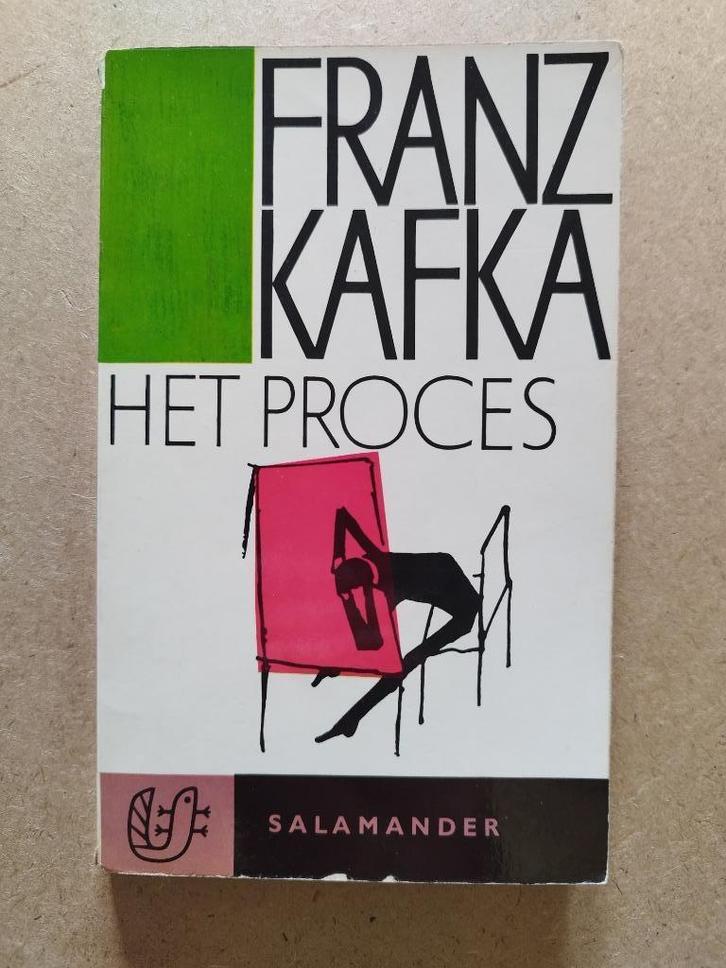 FRANZ
KAFKA
HET PROCES
SALAMANDER